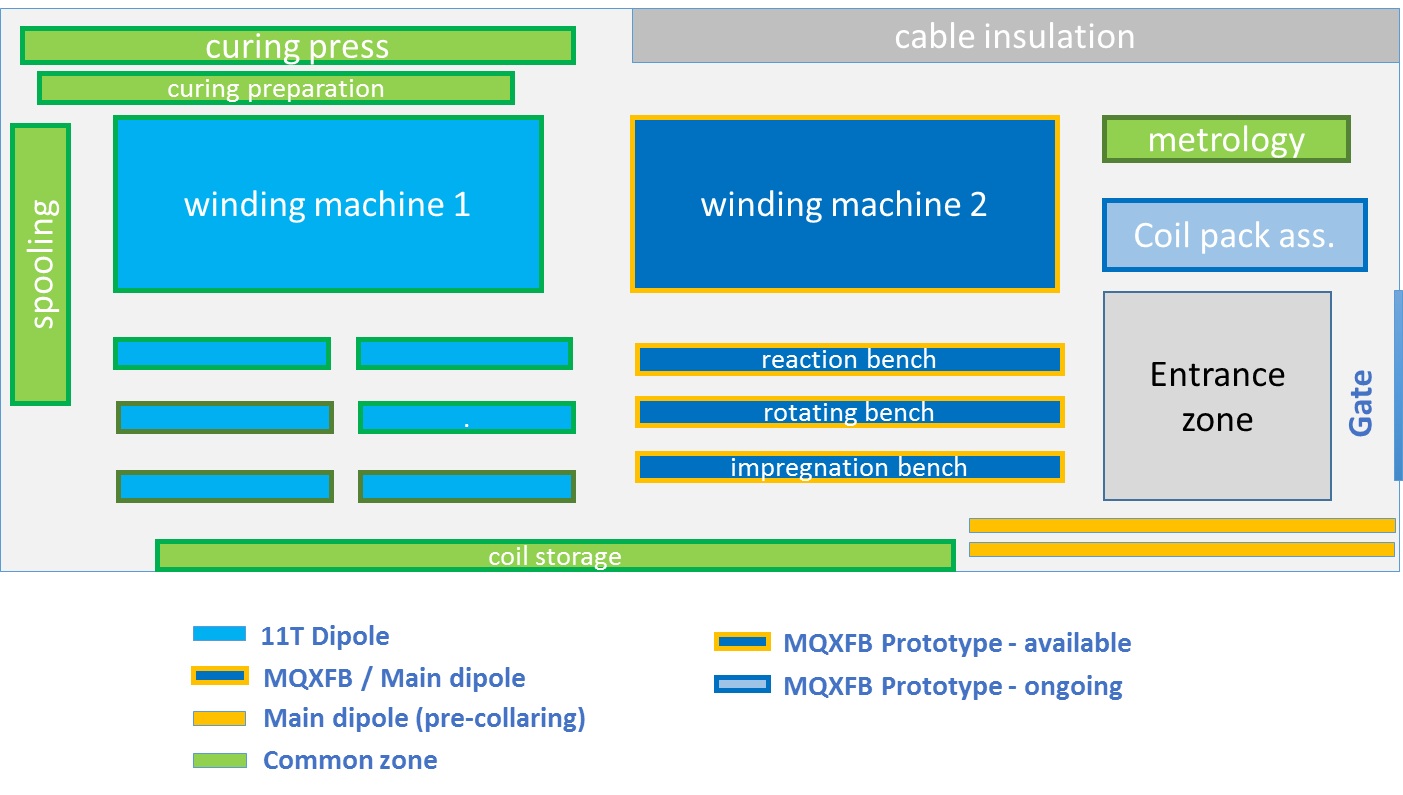 curing press
cable insulation
curing preparation
spooling
winding machine 1
winding machine 2
metrology
Coil pack ass.
Entrance
zone
Gate
reaction bench
rotating bench
.
impregnation bench
coil storage
11T Dipole
MQXFB / Main dipole
Main dipole (pre-collaring)
Common zone
MQXFB Prototype - available
MQXFB Prototype - ongoing